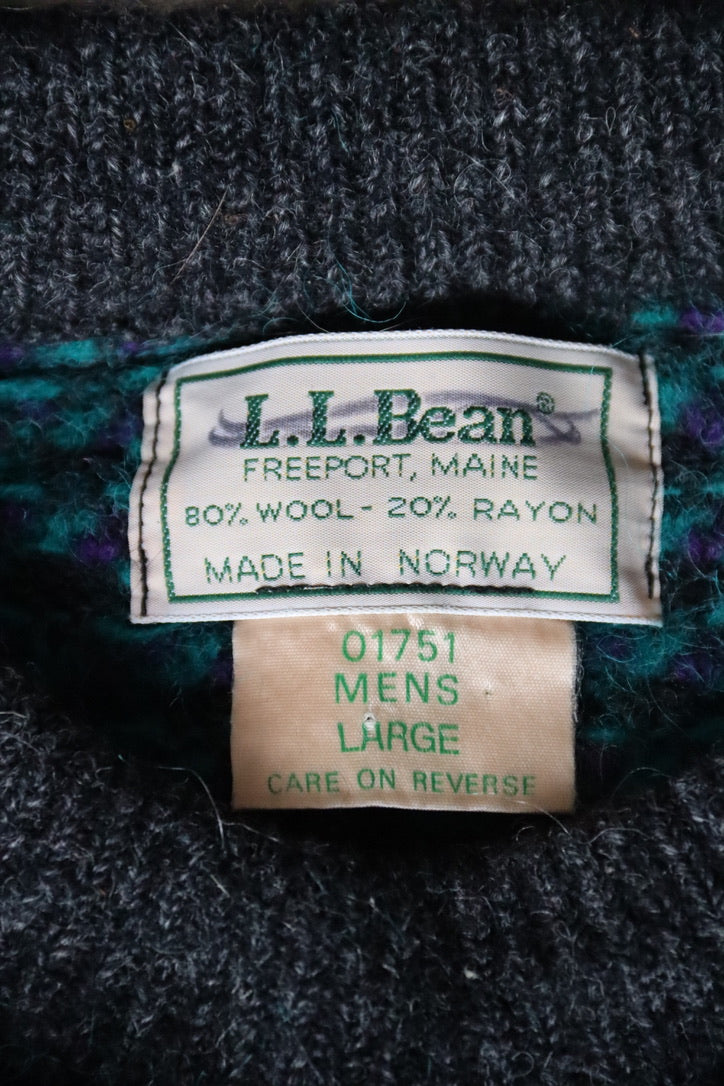 L.L.Bean®
FREEPORT, MAINE
80% WOOL - 20% RAYON
MADE IN NORWAY
01751
MENS
LARGE
CARE ON REVERSE